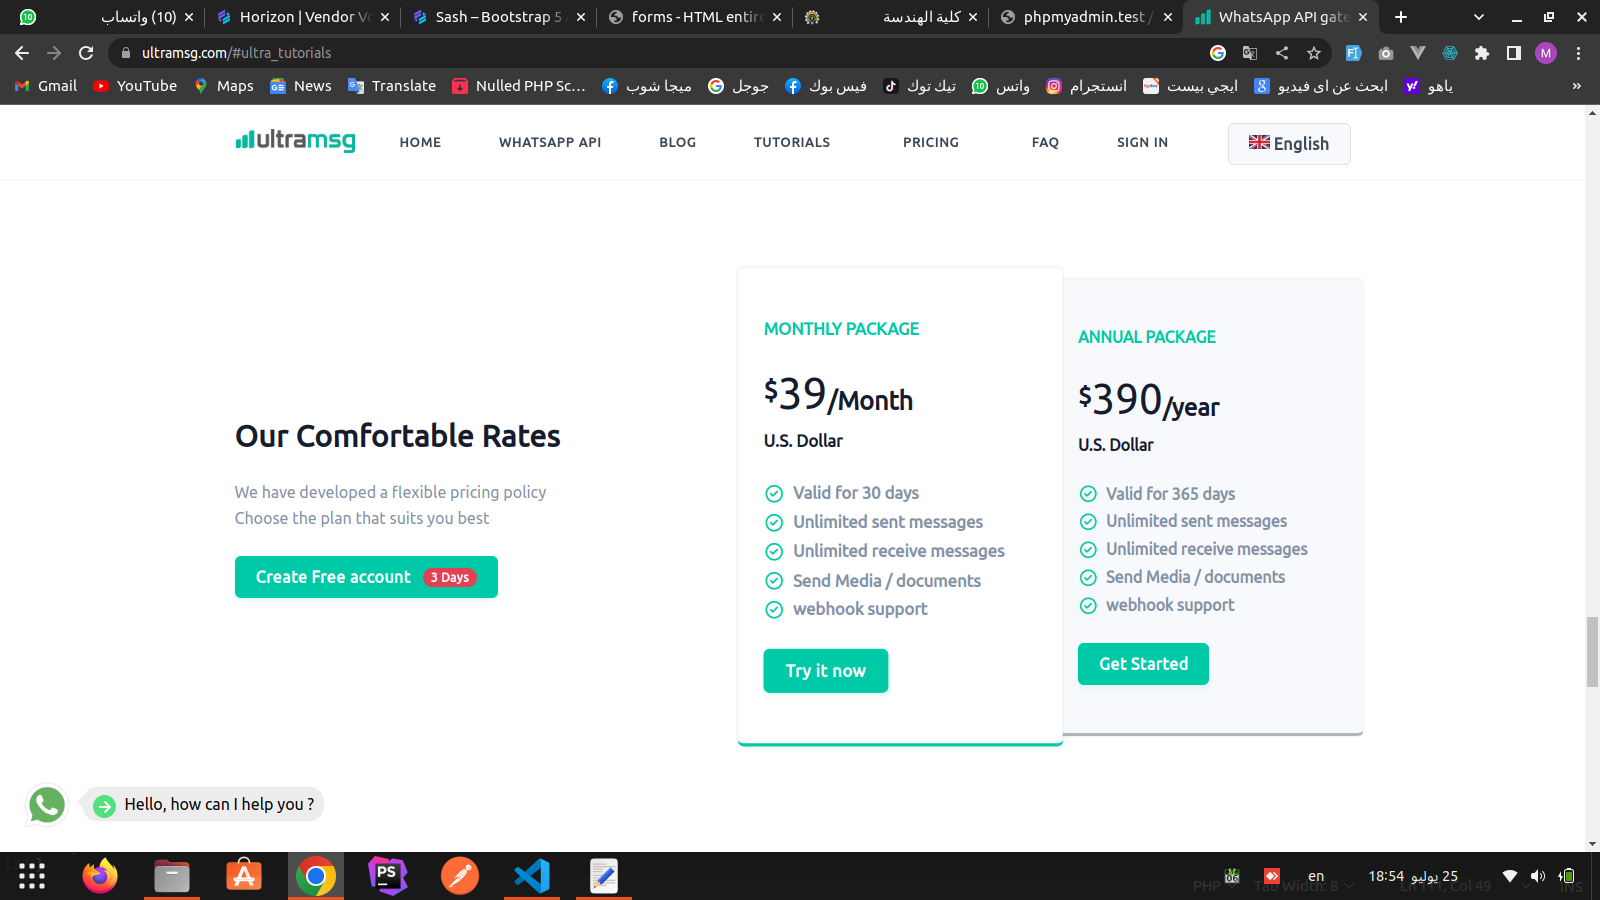 (10) واتساب
Horizon | Vendor Vo
Sash – Bootstrap 5
forms - HTML entire
كلية الهندسة
phpmyadmin.test /
WhatsApp API gate
ultramsg.com/#ultra_tutorials
M
Gmail
YouTube
Maps
News
Translate
Nulled PHP Sc...
ميجا شوب
جوجل
فيس بوك
تيك توك
واتس
انستجرام
ايجي بيست
ابحث عن اى فيديو
ياهو
»
ultramsg
HOME
WHATSAPP API
BLOG
TUTORIALS
PRICING
FAQ
SIGN IN
English
Our Comfortable Rates
We have developed a flexible pricing policy
Choose the plan that suits you best
Create Free account 3 Days
MONTHLY PACKAGE
$39/Month
U.S. Dollar
Valid for 30 days
Unlimited sent messages
Unlimited receive messages
Send Media / documents
webhook support
Try it now
ANNUAL PACKAGE
$390/year
U.S. Dollar
Valid for 365 days
Unlimited sent messages
Unlimited receive messages
Send Media / documents
webhook support
Get Started
Hello, how can I help you ?
PS
en
18:54 25 يوليو
PHP
Tab Width: 8
Col 49
INS